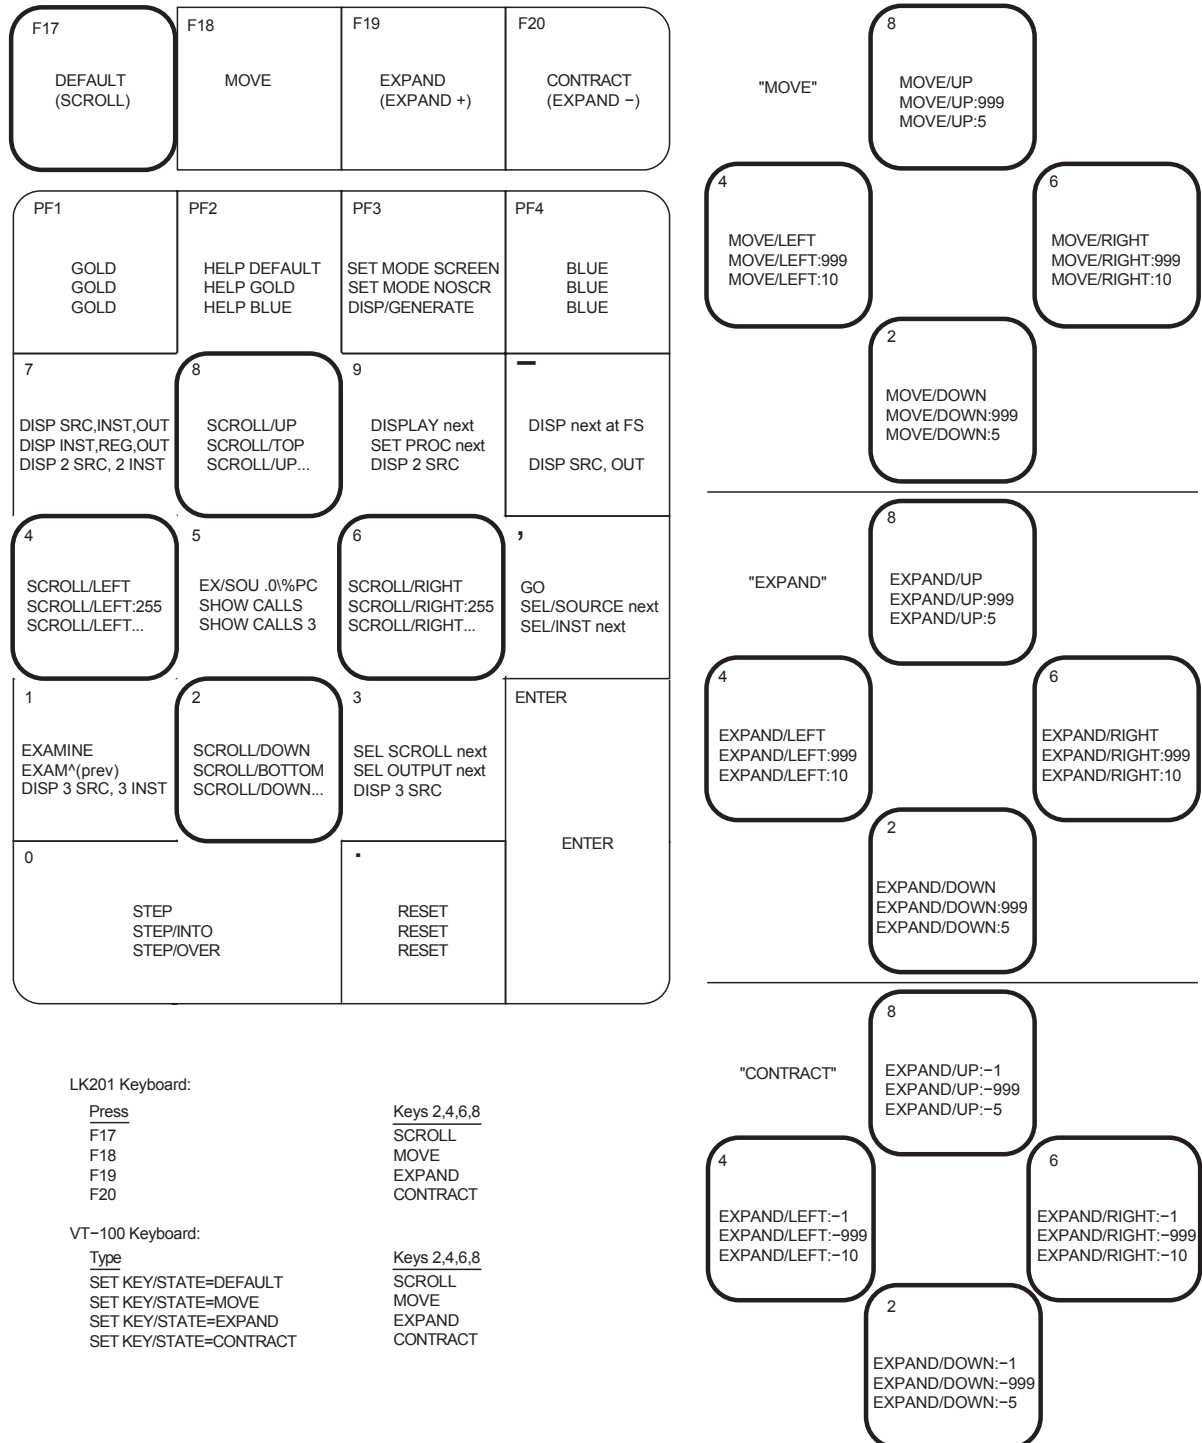 F17
DEFAULT
(SCROLL)
F18
MOVE
F19
EXPAND
(EXPAND +)
F20
CONTRACT
(EXPAND −)
PF1
GOLD
GOLD
GOLD
PF2
HELP DEFAULT
HELP GOLD
HELP BLUE
PF3
SET MODE SCREEN
SET MODE NOSCR
DISP/GENERATE
PF4
BLUE
BLUE
BLUE
7
DISP SRC,INST,OUT
DISP INST,REG,OUT
DISP 2 SRC, 2 INST
8
SCROLL/UP
SCROLL/TOP
SCROLL/UP...
9
DISPLAY next
SET PROC next
DISP 2 SRC
−
DISP next at FS
DISP SRC, OUT
4
SCROLL/LEFT
SCROLL/LEFT:255
SCROLL/LEFT...
5
EX/SOU .0\%PC
SHOW CALLS
SHOW CALLS 3
6
SCROLL/RIGHT
SCROLL/RIGHT:255
SCROLL/RIGHT...
,
GO
SEL/SOURCE next
SEL/INST next
1
EXAMINE
EXAM^(prev)
DISP 3 SRC, 3 INST
2
SCROLL/DOWN
SCROLL/BOTTOM
SCROLL/DOWN...
3
SEL SCROLL next
SEL OUTPUT next
DISP 3 SRC
ENTER
ENTER
0
STEP
STEP/INTO
STEP/OVER
.
RESET
RESET
RESET
LK201 Keyboard:
Press Keys 2,4,6,8
F17 SCROLL
F18 MOVE
F19 EXPAND
F20 CONTRACT
VT−100 Keyboard:
Type Keys 2,4,6,8
SET KEY/STATE=DEFAULT SCROLL
SET KEY/STATE=MOVE MOVE
SET KEY/STATE=EXPAND EXPAND
SET KEY/STATE=CONTRACT CONTRACT
"MOVE"
8
MOVE/UP
MOVE/UP:999
MOVE/UP:5
4
MOVE/LEFT
MOVE/LEFT:999
MOVE/LEFT:10
6
MOVE/RIGHT
MOVE/RIGHT:999
MOVE/RIGHT:10
2
MOVE/DOWN
MOVE/DOWN:999
MOVE/DOWN:5
"EXPAND"
8
EXPAND/UP
EXPAND/UP:999
EXPAND/UP:5
4
EXPAND/LEFT
EXPAND/LEFT:999
EXPAND/LEFT:10
6
EXPAND/RIGHT
EXPAND/RIGHT:999
EXPAND/RIGHT:10
2
EXPAND/DOWN
EXPAND/DOWN:999
EXPAND/DOWN:5
"CONTRACT"
8
EXPAND/UP:−1
EXPAND/UP:−999
EXPAND/UP:−5
4
EXPAND/LEFT:−1
EXPAND/LEFT:−999
EXPAND/LEFT:−10
6
EXPAND/RIGHT:−1
EXPAND/RIGHT:−999
EXPAND/RIGHT:−10
2
EXPAND/DOWN:−1
EXPAND/DOWN:−999
EXPAND/DOWN:−5